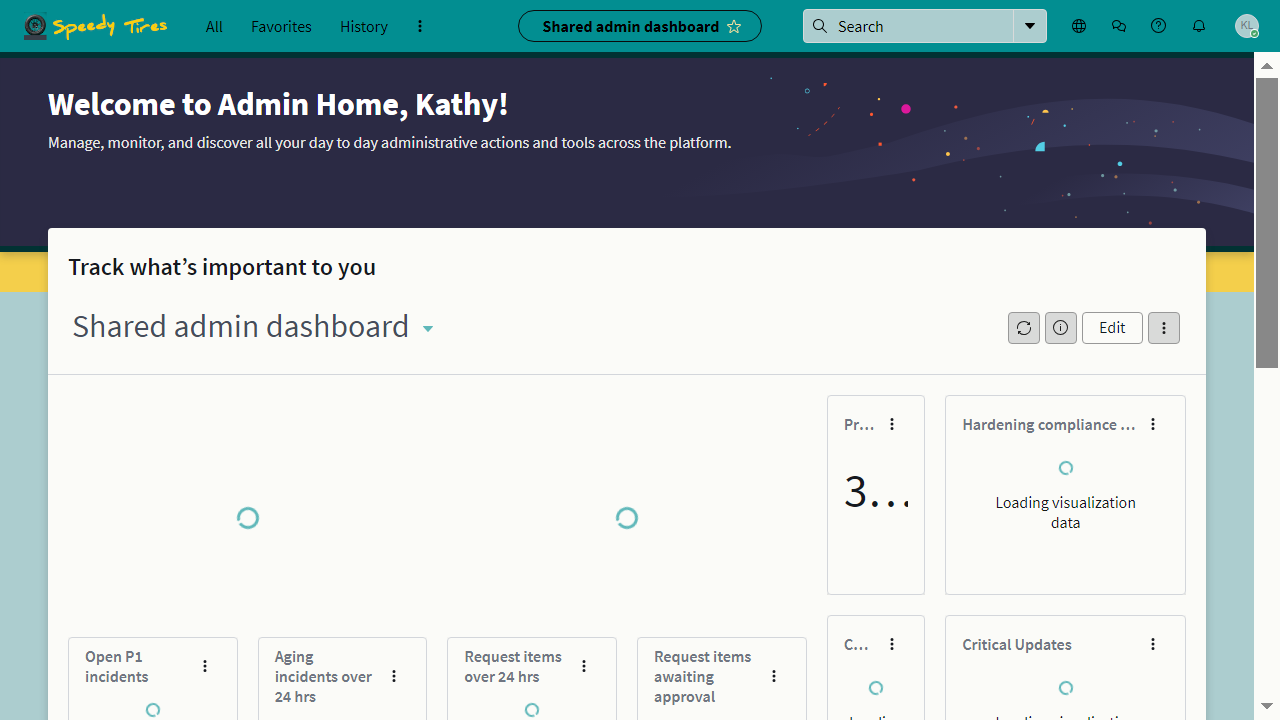 Speedy Tires
All
Favorites
History
Shared admin dashboard
Search
KL
Welcome to Admin Home, Kathy!
Manage, monitor, and discover all your day to day administrative actions and tools across the platform.
Track what’s important to you
Shared admin dashboard
Edit
Pr...
3...
Hardening compliance ...
Loading visualization
data
Open P1
incidents
Aging
incidents over
24 hrs
Request items
over 24 hrs
Request items
awaiting
approval
C...
Critical Updates